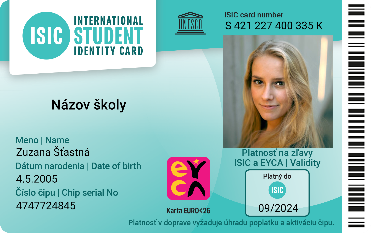 ISIC
INTERNATIONAL
STUDENT
IDENTITY CARD
UNESCO
ISIC card number
S 421 227 400 335 K
Názov školy
Meno | Name
Zuzana Šťastná
Dátum narodenia | Date of birth
4.5.2005
Číslo čipu | Chip serial No
4747724845
EYCA
Karta EURO<26
Platnosť na zľavy
ISIC a EYCA | Validity
Platný do
ISIC
09/2024
Platnosť v doprave vyžaduje úhradu poplatku a aktiváciu čipu.